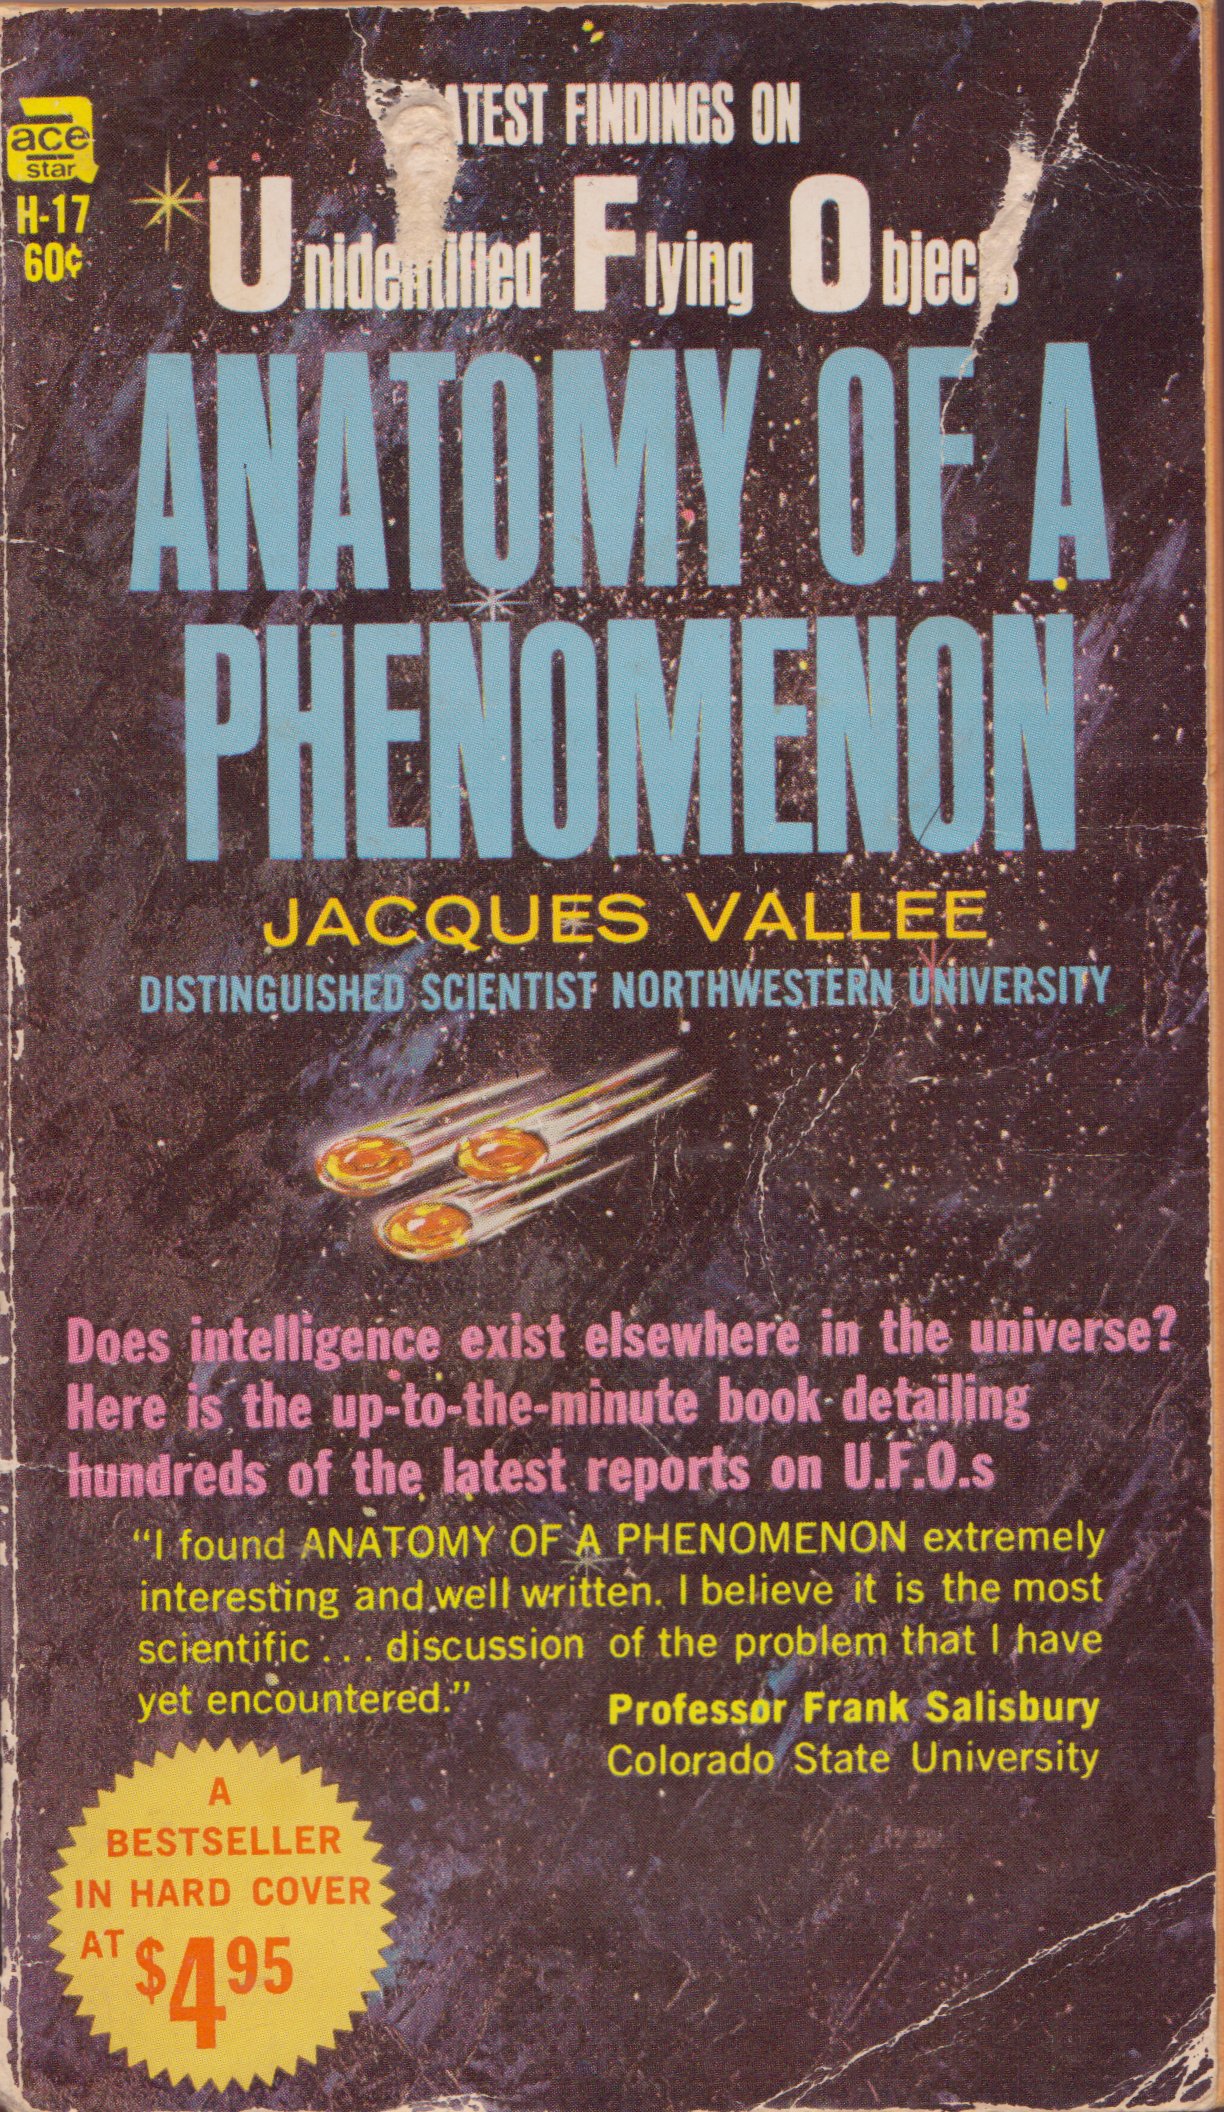 ace
star
H-17
60¢
ATEST FINDINGS ON
Unidentified Flying Objects
ANATOMY OF A
PHENOMENON
JACQUES VALLEE
DISTINGUISHED SCIENTIST NORTHWESTERN UNIVERSITY
Does intelligence exist elsewhere in the universe?
Here is the up-to-the-minute book detailing
hundreds of the latest reports on U.F.O.s
“I found ANATOMY OF A PHENOMENON extremely
interesting and well written. I believe it is the most
scientific . . . discussion of the problem that I have
yet encountered.”
Professor Frank Salisbury
Colorado State University
A
BESTSELLER
IN HARD COVER
AT $4.95